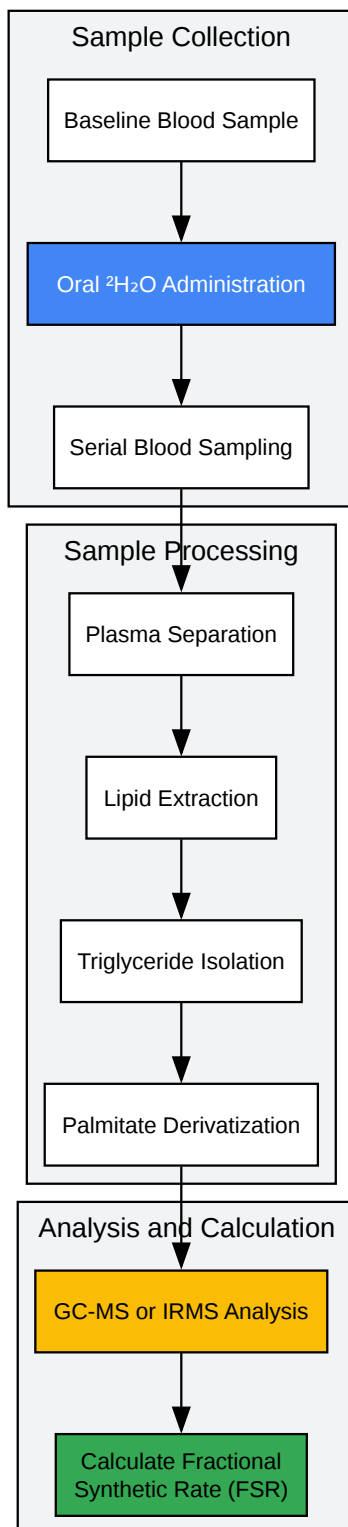 Sample Collection
Baseline Blood Sample
Oral ²H₂O Administration
Serial Blood Sampling
Sample Processing
Plasma Separation
Lipid Extraction
Triglyceride Isolation
Palmitate Derivatization
Analysis and Calculation
GC-MS or IRMS Analysis
Calculate Fractional
Synthetic Rate (FSR)